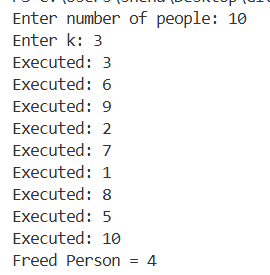 Enter number of people: 10
Enter k: 3
Executed: 3
Executed: 6
Executed: 9
Executed: 2
Executed: 7
Executed: 1
Executed: 8
Executed: 5
Executed: 10
Freed Person = 4